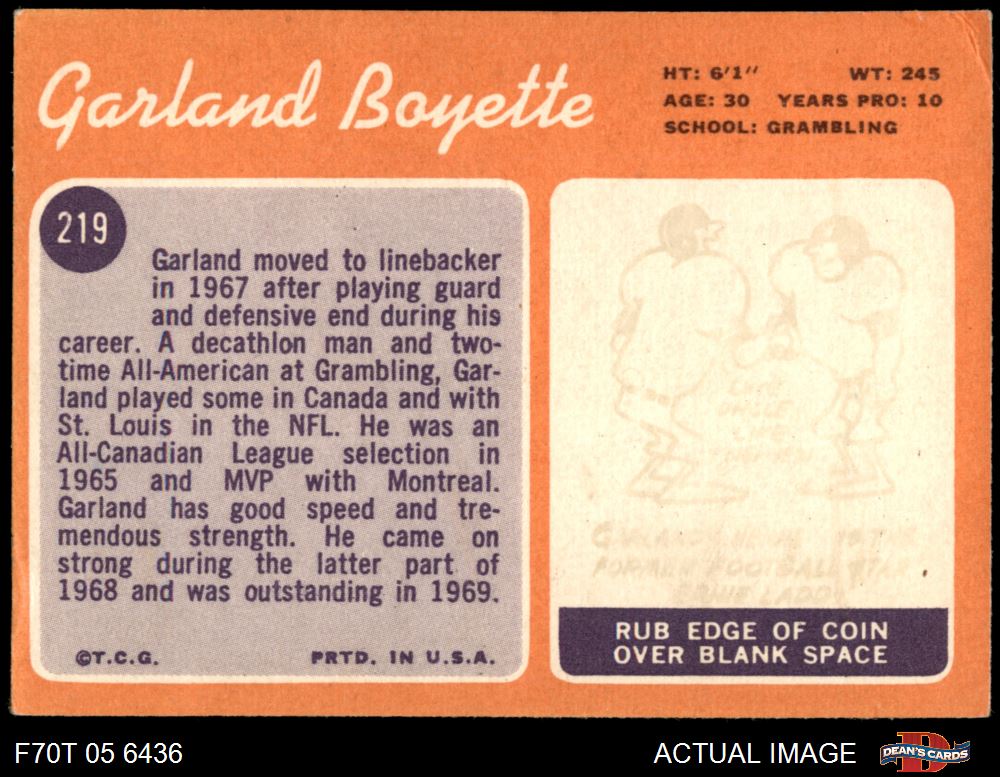 Garland Boyette
HT: 6'1" WT: 245
AGE: 30 YEARS PRO: 10
SCHOOL: GRAMBLING
219
Garland moved to linebacker
in 1967 after playing guard
and defensive end during his
career. A decathlon man and two-
time All-American at Grambling, Gar-
land played some in Canada and with
St. Louis in the NFL. He was an
All-Canadian League selection in
1965 and MVP with Montreal.
Garland has good speed and tre-
mendous strength. He came on
strong during the latter part of
1968 and was outstanding in 1969.
©T.C.G. PRTD. IN U.S.A.
FORMER FOOTBALL STAR
ERNIE LADD
RUB EDGE OF COIN
OVER BLANK SPACE
F70T 05 6436
ACTUAL IMAGE
DEAN'S CARDS